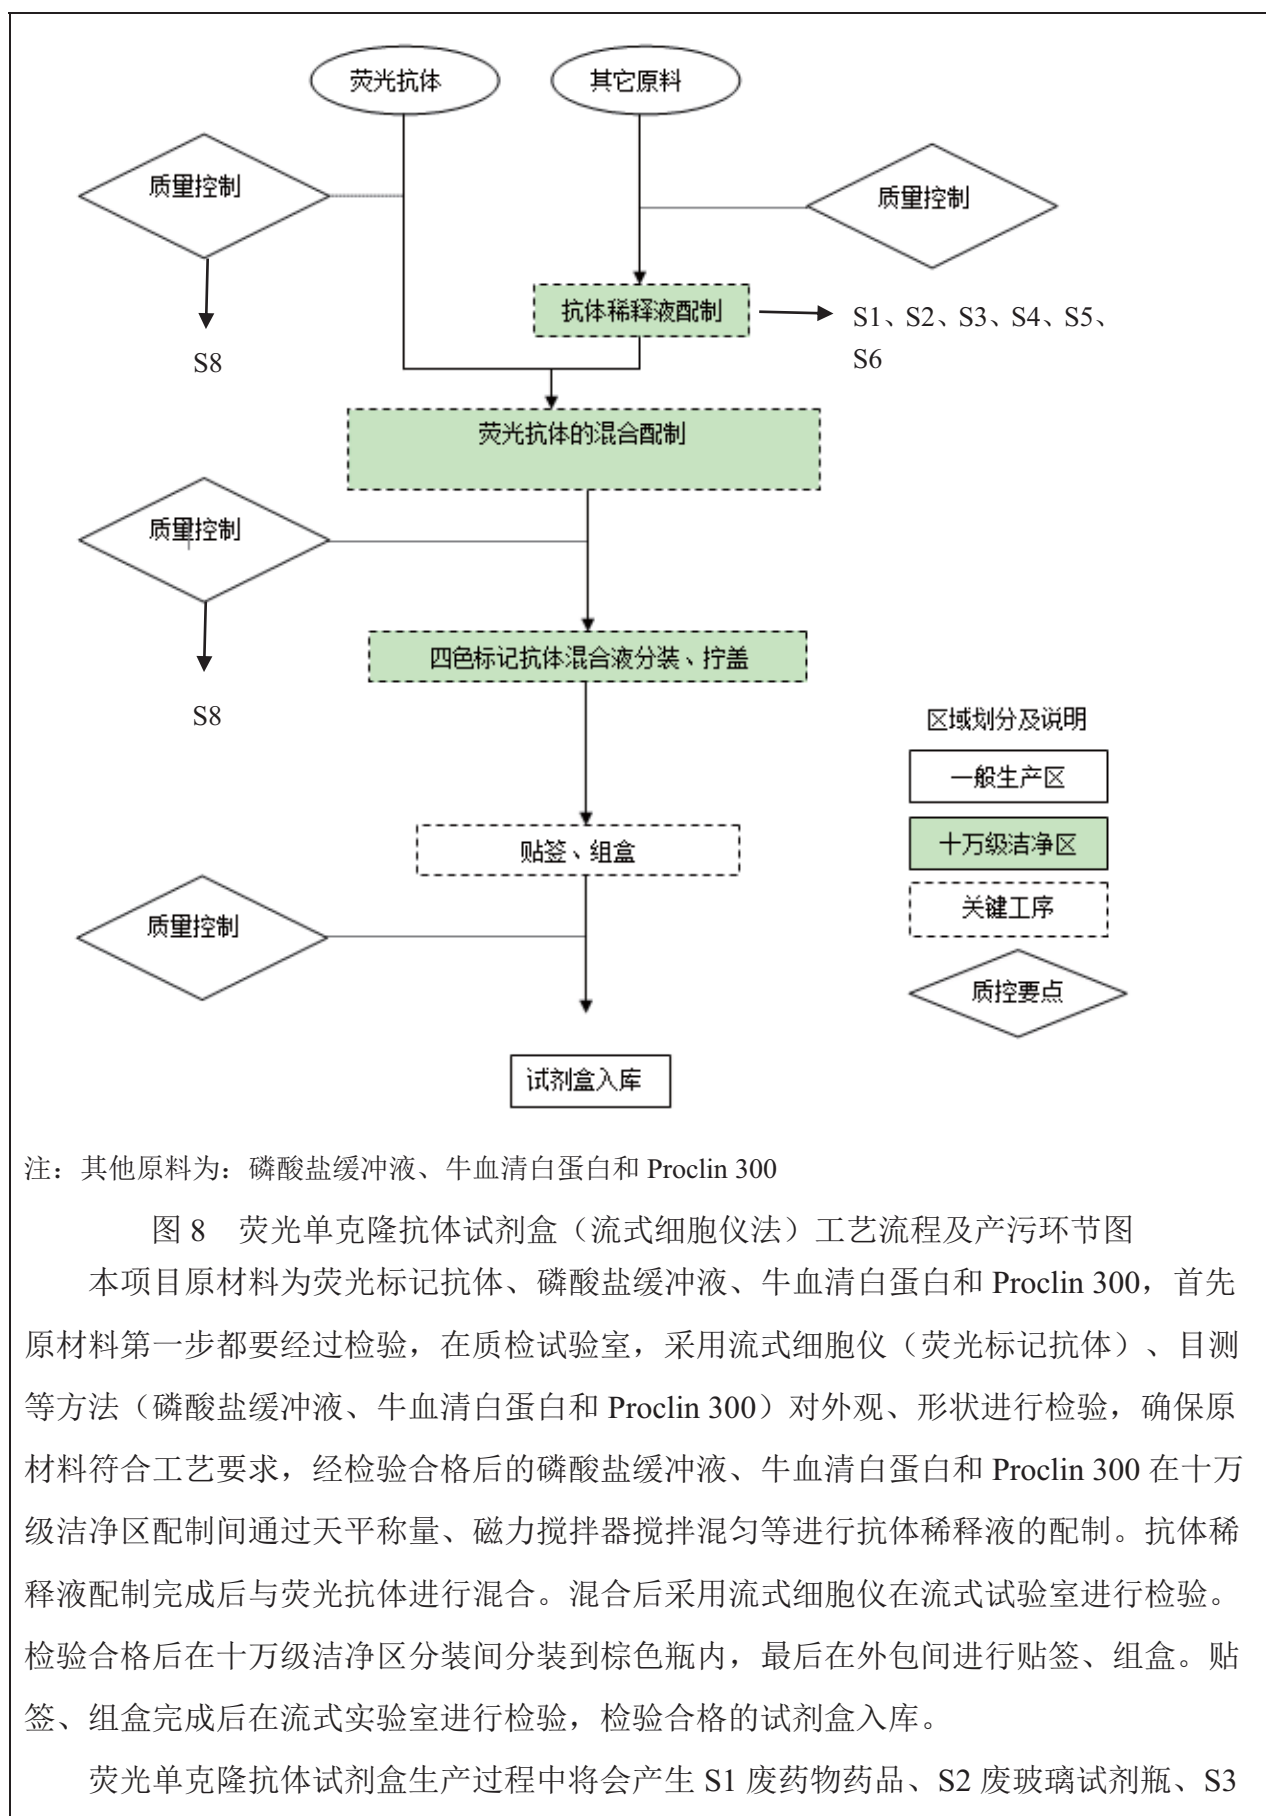 荧光抗体
其它原料
质量控制
质量控制
抗体稀释液配制
S1、S2、S3、S4、S5、
S6
S8
荧光抗体的混合配制
质量控制
四色标记抗体混合液分装、拧盖
S8
区域划分及说明
一般生产区
贴签、组盒
十万级洁净区
关键工序
质量控制
质控要点
试剂盒入库
注：其他原料为：磷酸盐缓冲液、牛血清白蛋白和 Proclin 300
图 8 荧光单克隆抗体试剂盒（流式细胞仪法）工艺流程及产污环节图
本项目原材料为荧光标记抗体、磷酸盐缓冲液、牛血清白蛋白和 Proclin 300，首先
原材料第一步都要经过检验，在质检试验室，采用流式细胞仪（荧光标记抗体）、目测
等方法（磷酸盐缓冲液、牛血清白蛋白和 Proclin 300）对外观、形状进行检验，确保原
材料符合工艺要求，经检验合格后的磷酸盐缓冲液、牛血清白蛋白和 Proclin 300 在十万
级洁净区配制间通过天平称量、磁力搅拌器搅拌混匀等进行抗体稀释液的配制。抗体稀
释液配制完成后与荧光抗体进行混合。混合后采用流式细胞仪在流式试验室进行检验。
检验合格后在十万级洁净区分装间分装到棕色瓶内，最后在外包间进行贴签、组盒。贴
签、组盒完成后在流式实验室进行检验，检验合格的试剂盒入库。
荧光单克隆抗体试剂盒生产过程中将会产生 S1 废药物药品、S2 废玻璃试剂瓶、S3